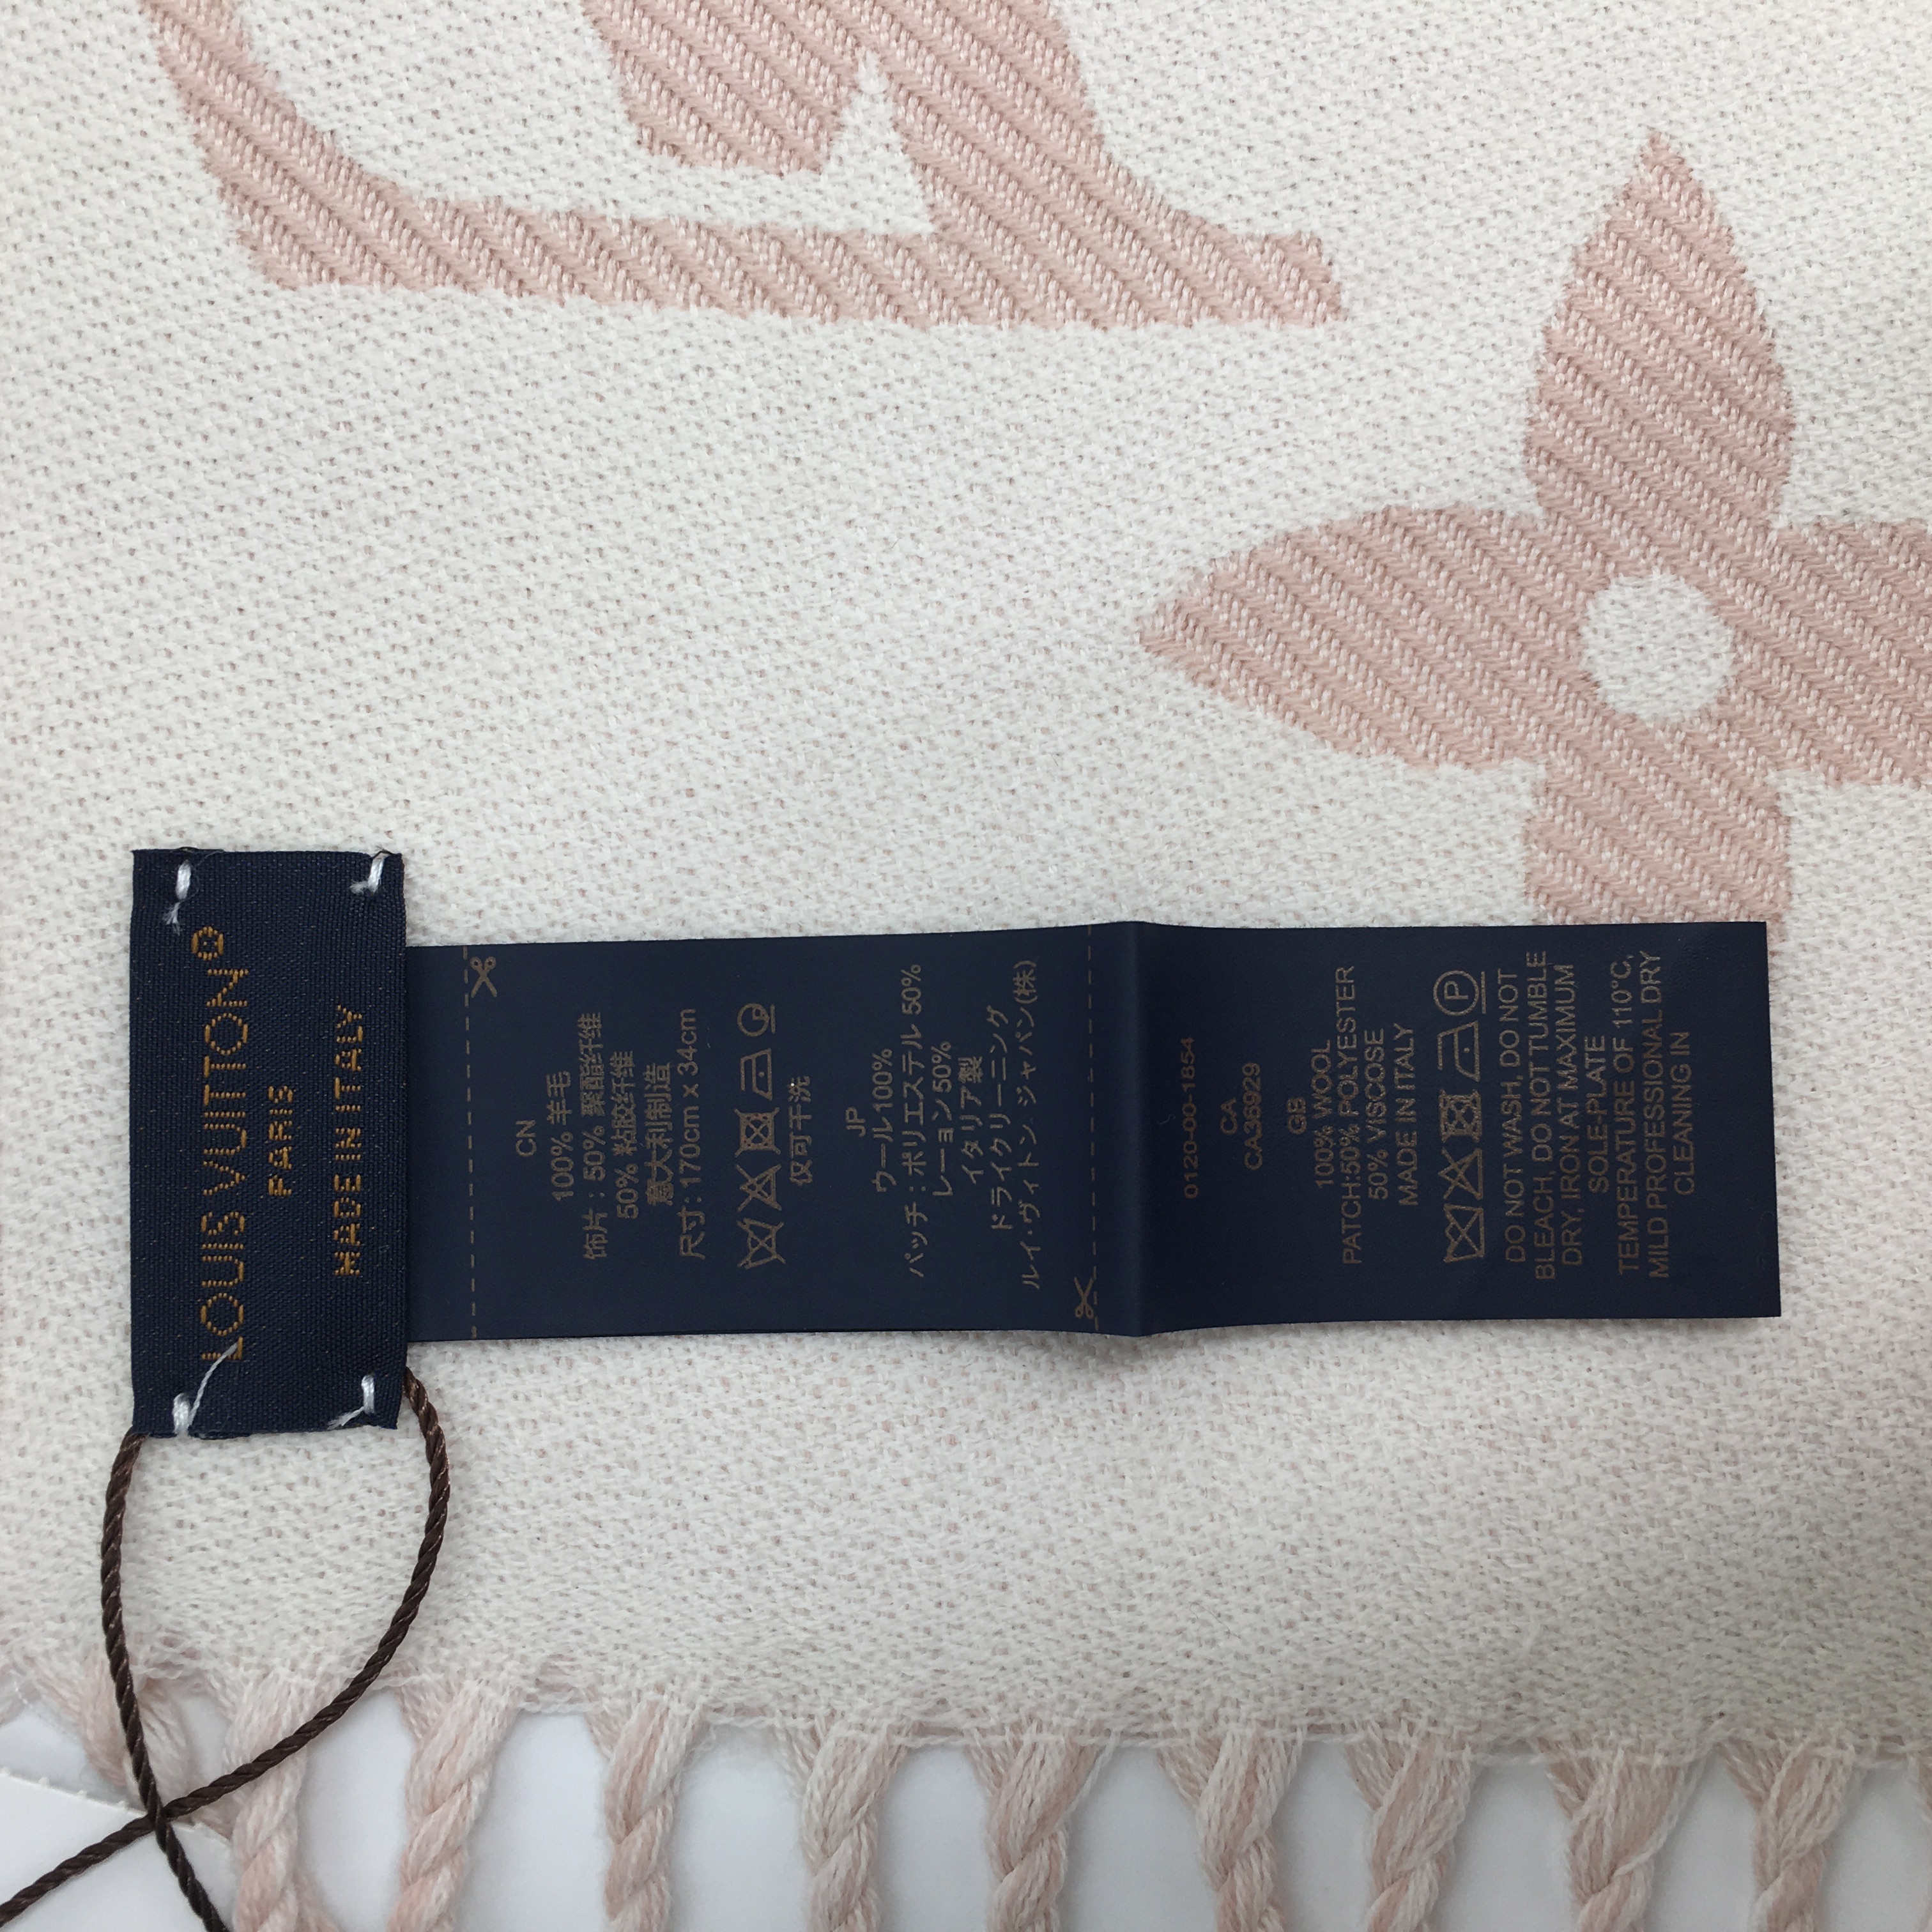 LOUIS VUITTON®
PARIS
MADE IN ITALY
CN
100% 羊毛
饰片：50% 聚酯纤维
50% 粘胶纤维
意大利制造
尺寸: 170cm x 34cm
仅可干洗
JP
ウール100%
パッチ：ポリエステル 50%
レーヨン 50%
イタリア製
ドライクリーニング
ルイ・ヴィトン. ジャパン(株)
0120-00-1854
CA
CA36929
GB
100% WOOL
PATCH:50% POLYESTER
50% VISCOSE
MADE IN ITALY
P
DO NOT WASH, DO NOT
BLEACH, DO NOT TUMBLE
DRY, IRON AT MAXIMUM
SOLE-PLATE
TEMPERATURE OF 110°C,
MILD PROFESSIONAL DRY
CLEANING IN